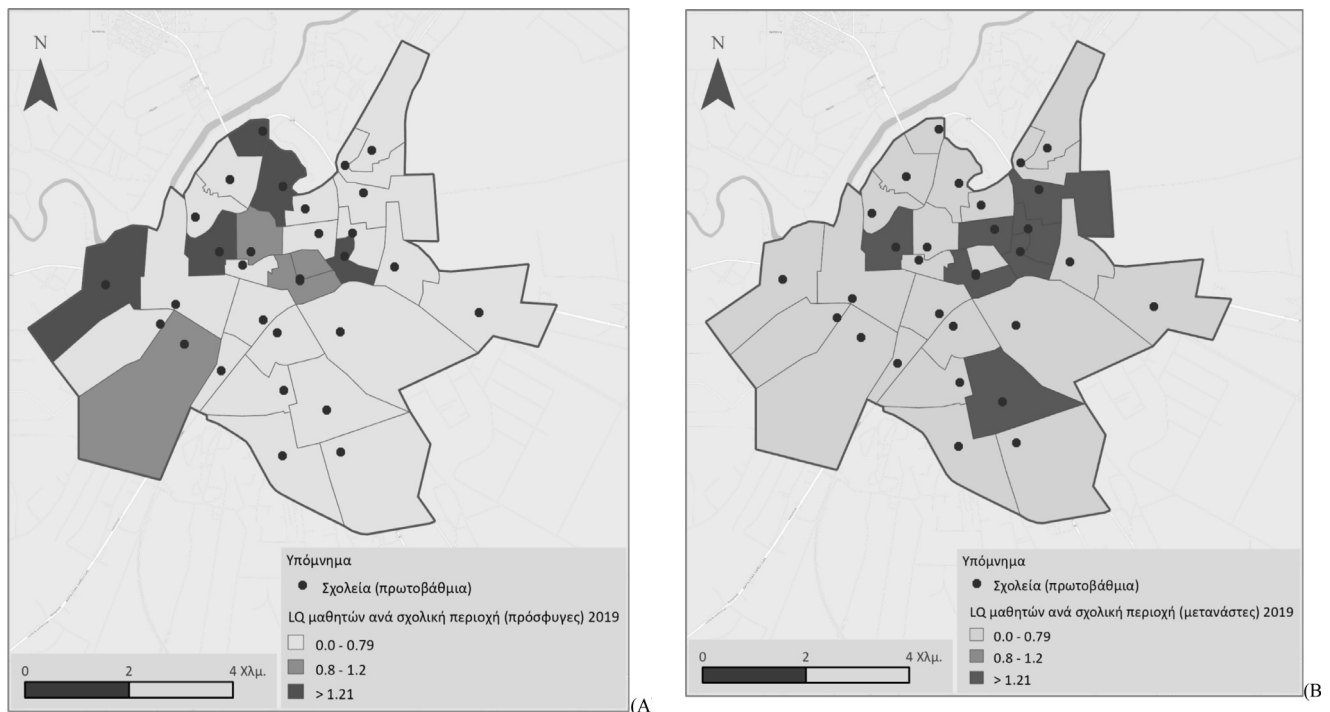 N
Υπόμνημα
Σχολεία (πρωτοβάθμια)
LQ μαθητών ανά σχολική περιοχή (πρόσφυγες) 2019
0.0 - 0.79
0.8 - 1.2
> 1.21
0 2 4 Χλμ.
(A)
N
Υπόμνημα
Σχολεία (πρωτοβάθμια)
LQ μαθητών ανά σχολική περιοχή (μετανάστες) 2019
0.0 - 0.79
0.8 - 1.2
> 1.21
0 2 4 Χλμ.
(B